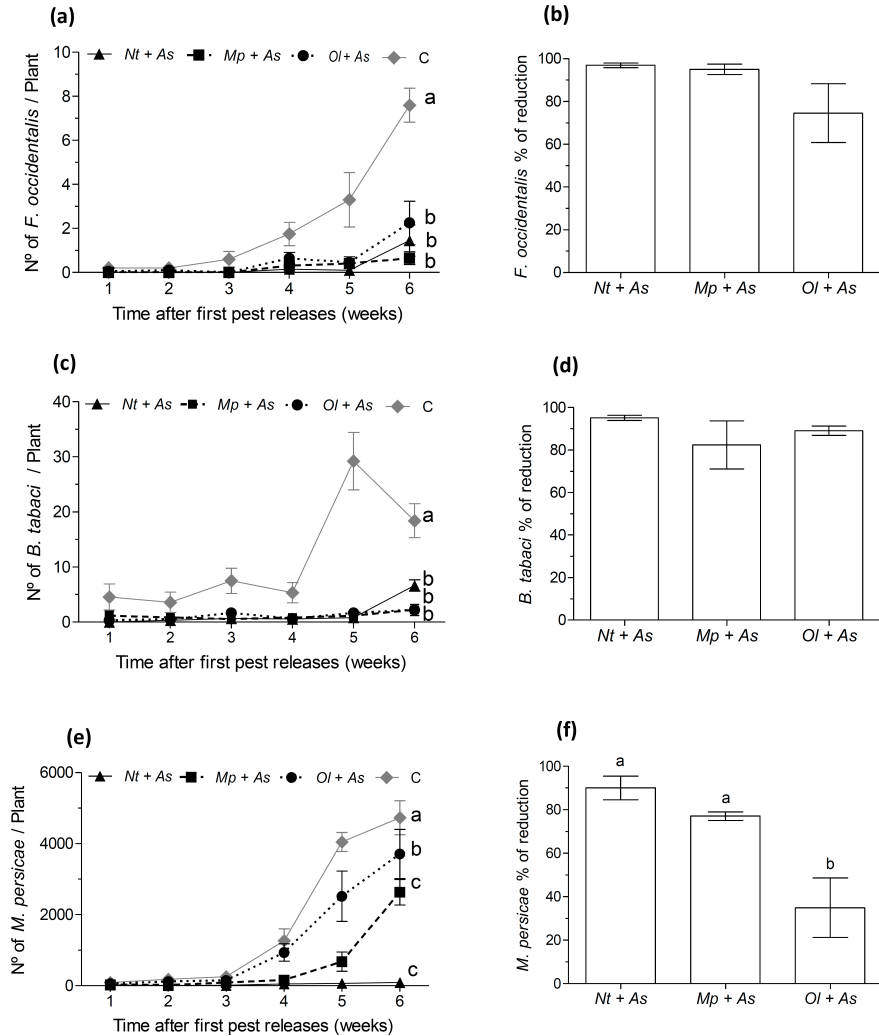 (a)
Nt + As Mp + As Ol + As C
Nº of F. occidentalis / Plant
10
8
6
4
2
0
a
b
b
b
1 2 3 4 5 6
Time after first pest releases (weeks)
(b)
F. occidentalis % of reduction
100
80
60
40
20
0
Nt + As Mp + As Ol + As
(c)
Nt + As Mp + As Ol + As C
Nº of B. tabaci / Plant
40
30
20
10
0
a
b
b
b
1 2 3 4 5 6
Time after first pest releases (weeks)
(d)
B. tabaci % of reduction
100
80
60
40
20
0
Nt + As Mp + As Ol + As
(e)
Nt + As Mp + As Ol + As C
Nº of M. persicae / Plant
6000
4000
2000
0
a
b
c
c
1 2 3 4 5 6
Time after first pest releases (weeks)
(f)
M. persicae % of reduction
100
80
60
40
20
0
a
a
b
Nt + As Mp + As Ol + As